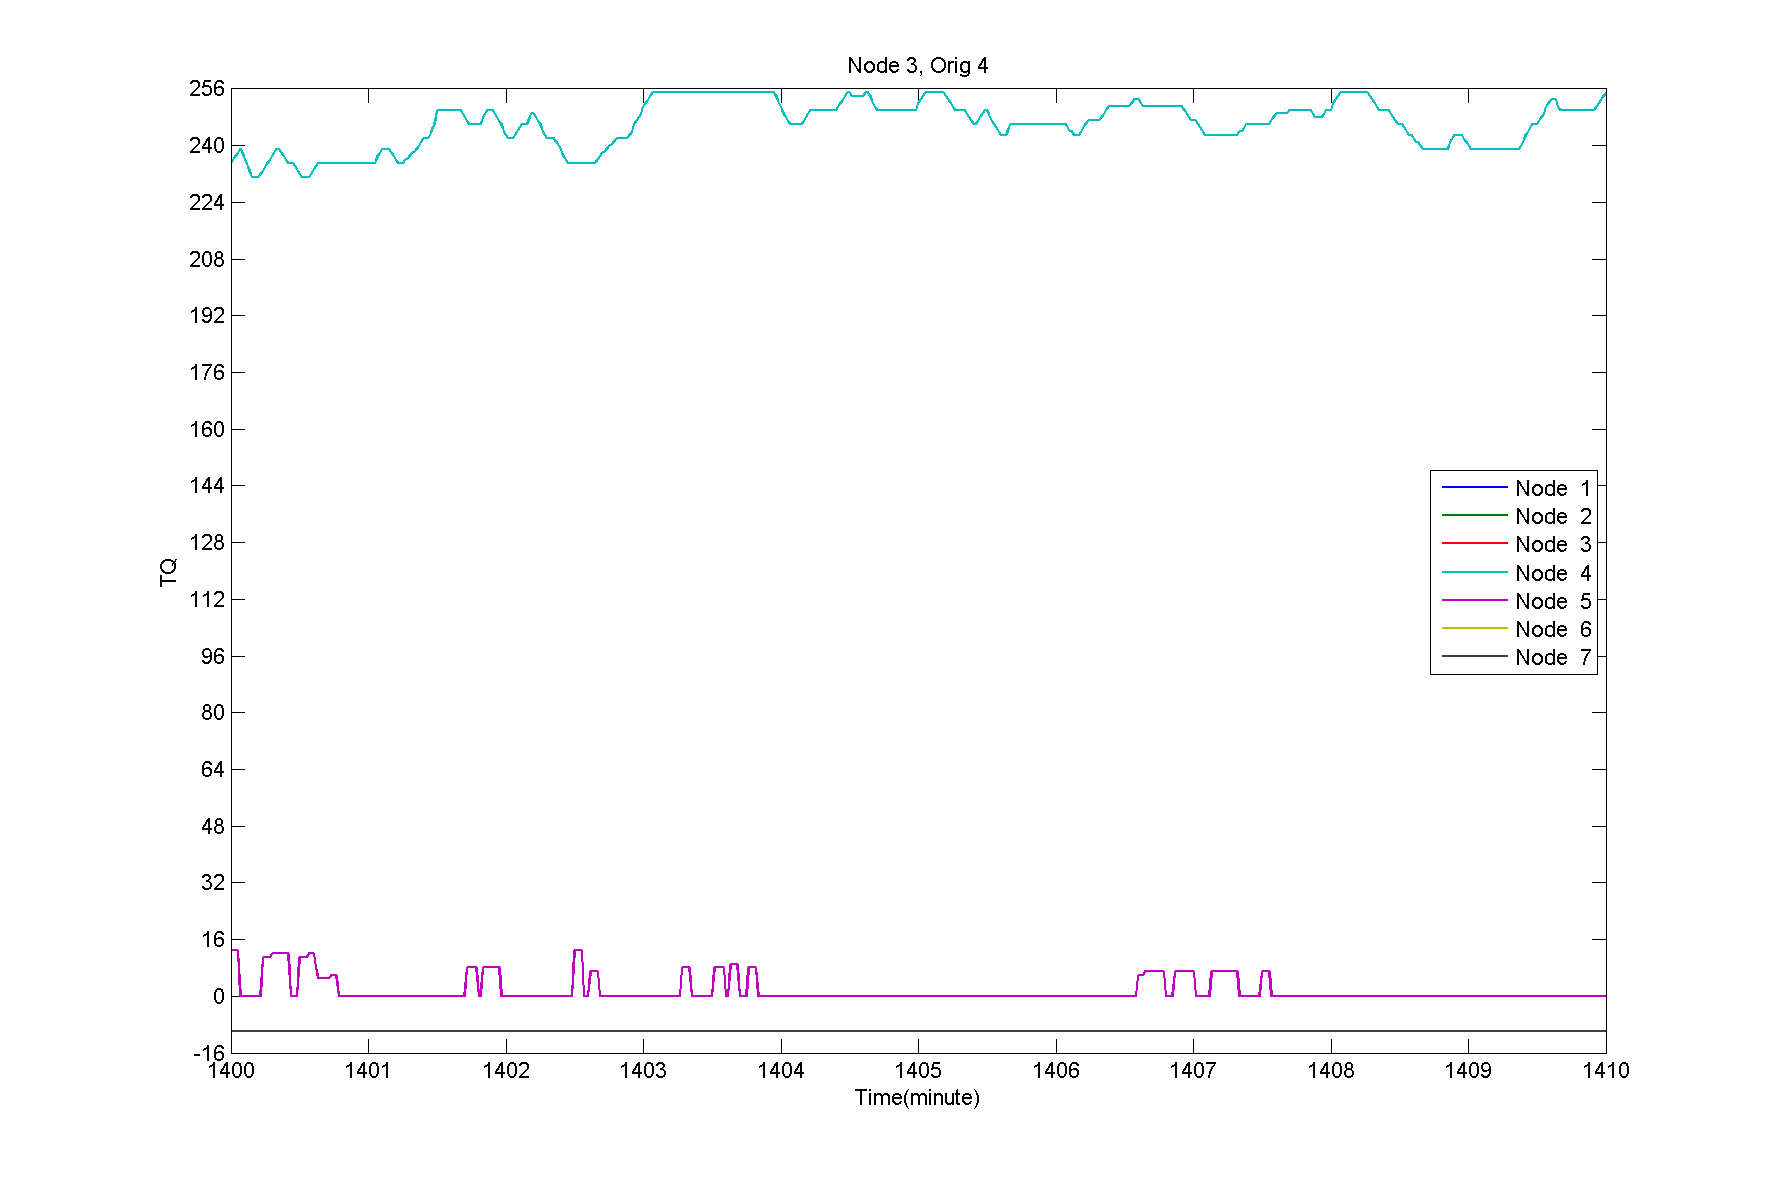 Node 3, Orig 4
256
240
224
208
192
176
160
144
128
112
96
80
64
48
32
16
0
-16
TQ
Node 1
Node 2
Node 3
Node 4
Node 5
Node 6
Node 7
1400 1401 1402 1403 1404 1405 1406 1407 1408 1409 1410
Time(minute)